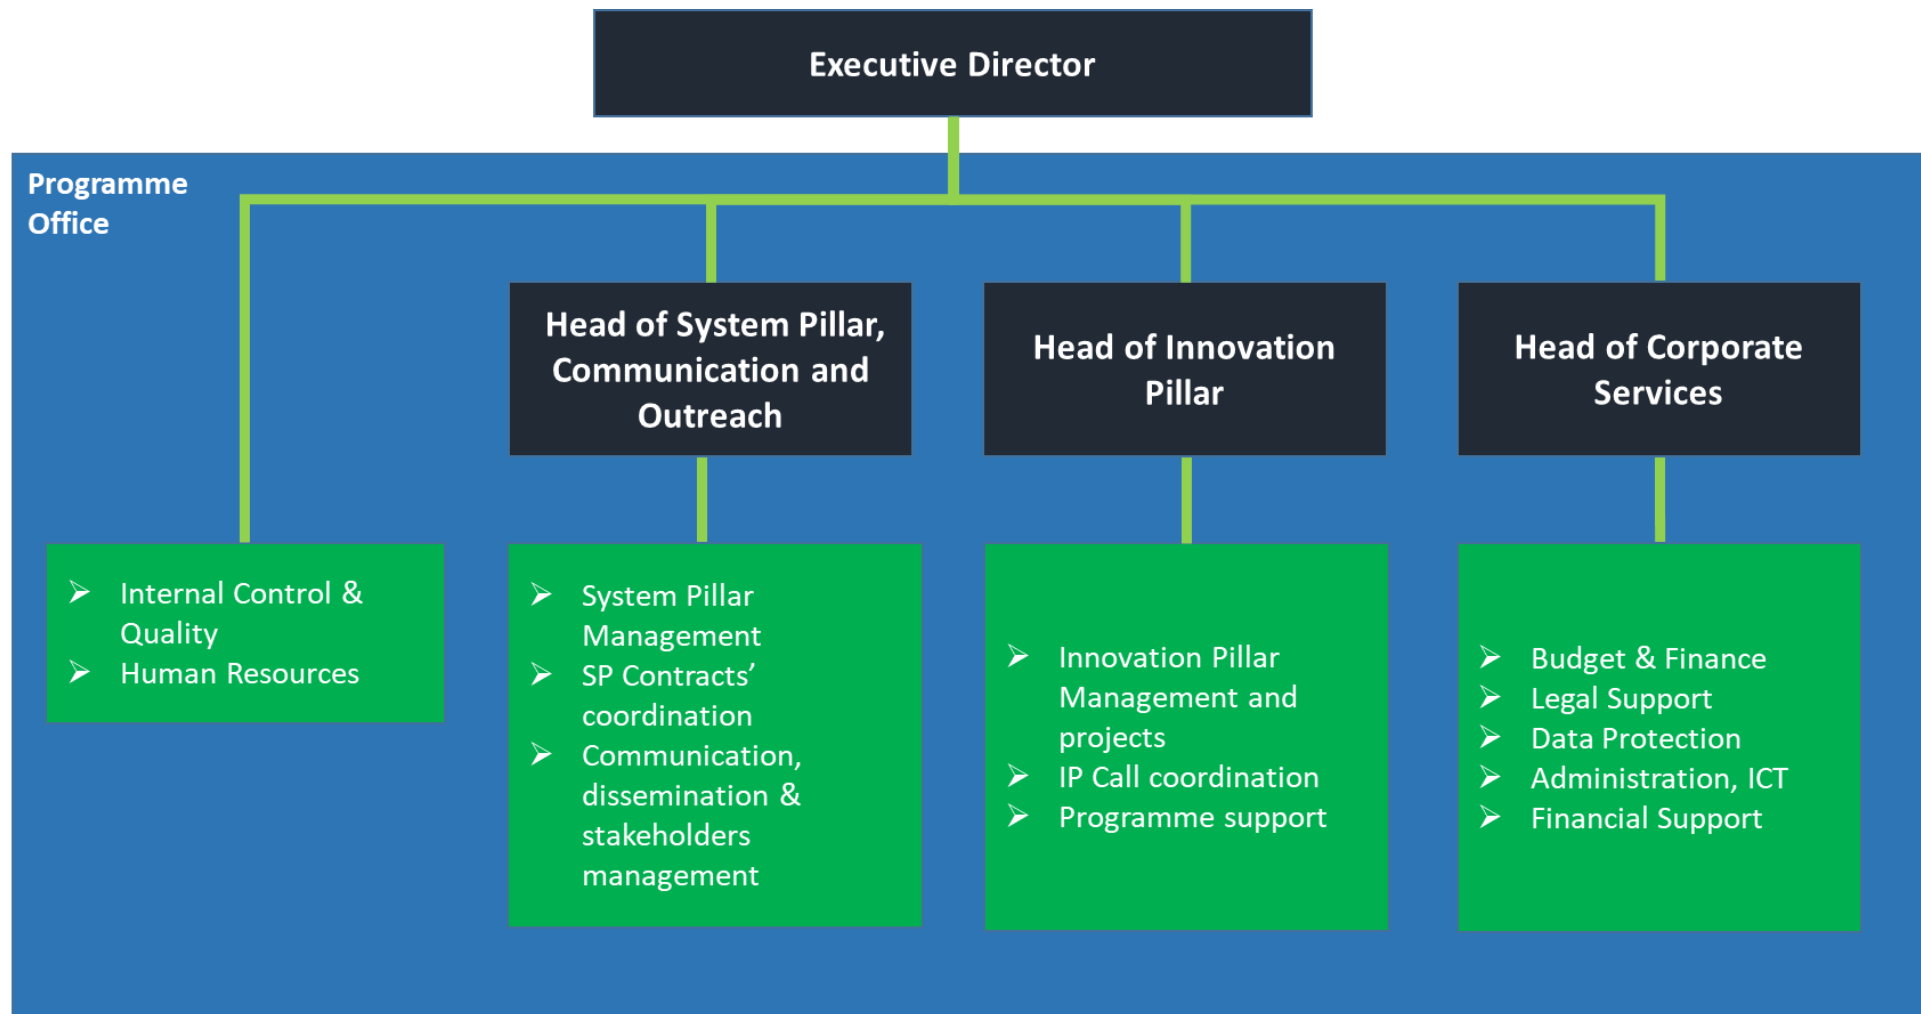 Executive Director
Programme
Office
Head of System Pillar,
Communication and
Outreach
Head of Innovation
Pillar
Head of Corporate
Services
Internal Control &
Quality
Human Resources
System Pillar
Management
SP Contracts’
coordination
Communication,
dissemination &
stakeholders
management
Innovation Pillar
Management and
projects
IP Call coordination
Programme support
Budget & Finance
Legal Support
Data Protection
Administration, ICT
Financial Support